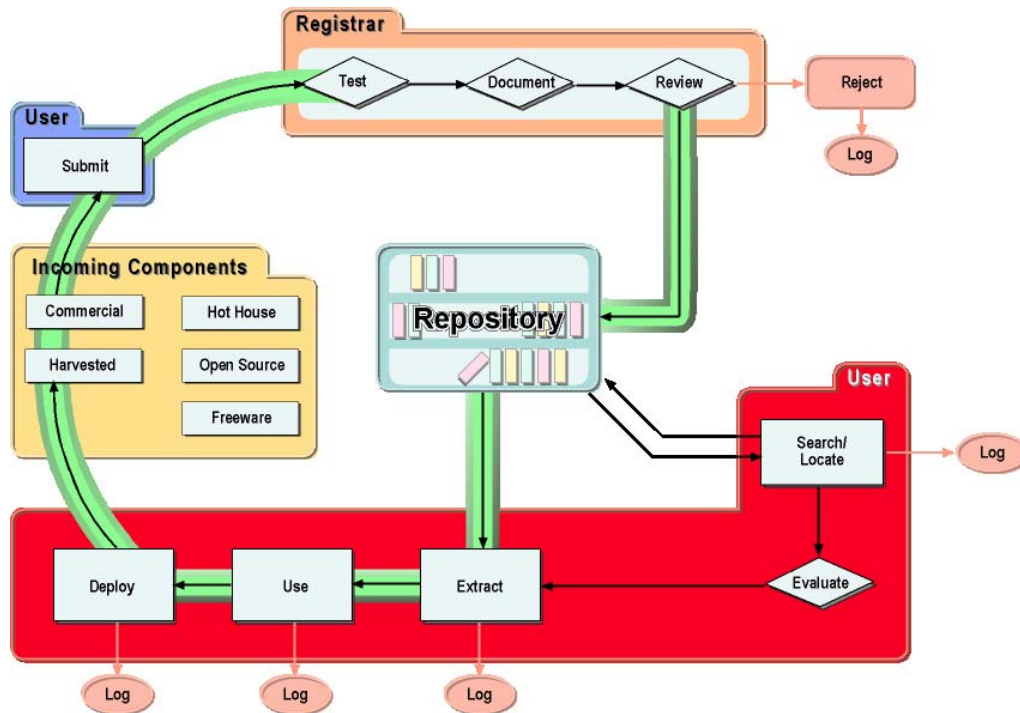 Registrar
Test
Document
Review
Reject
Log
User
Submit
Incoming Components
Commercial
Hot House
Harvested
Open Source
Freeware
Repository
User
Search/
Locate
Log
Evaluate
Extract
Use
Deploy
Log
Log
Log